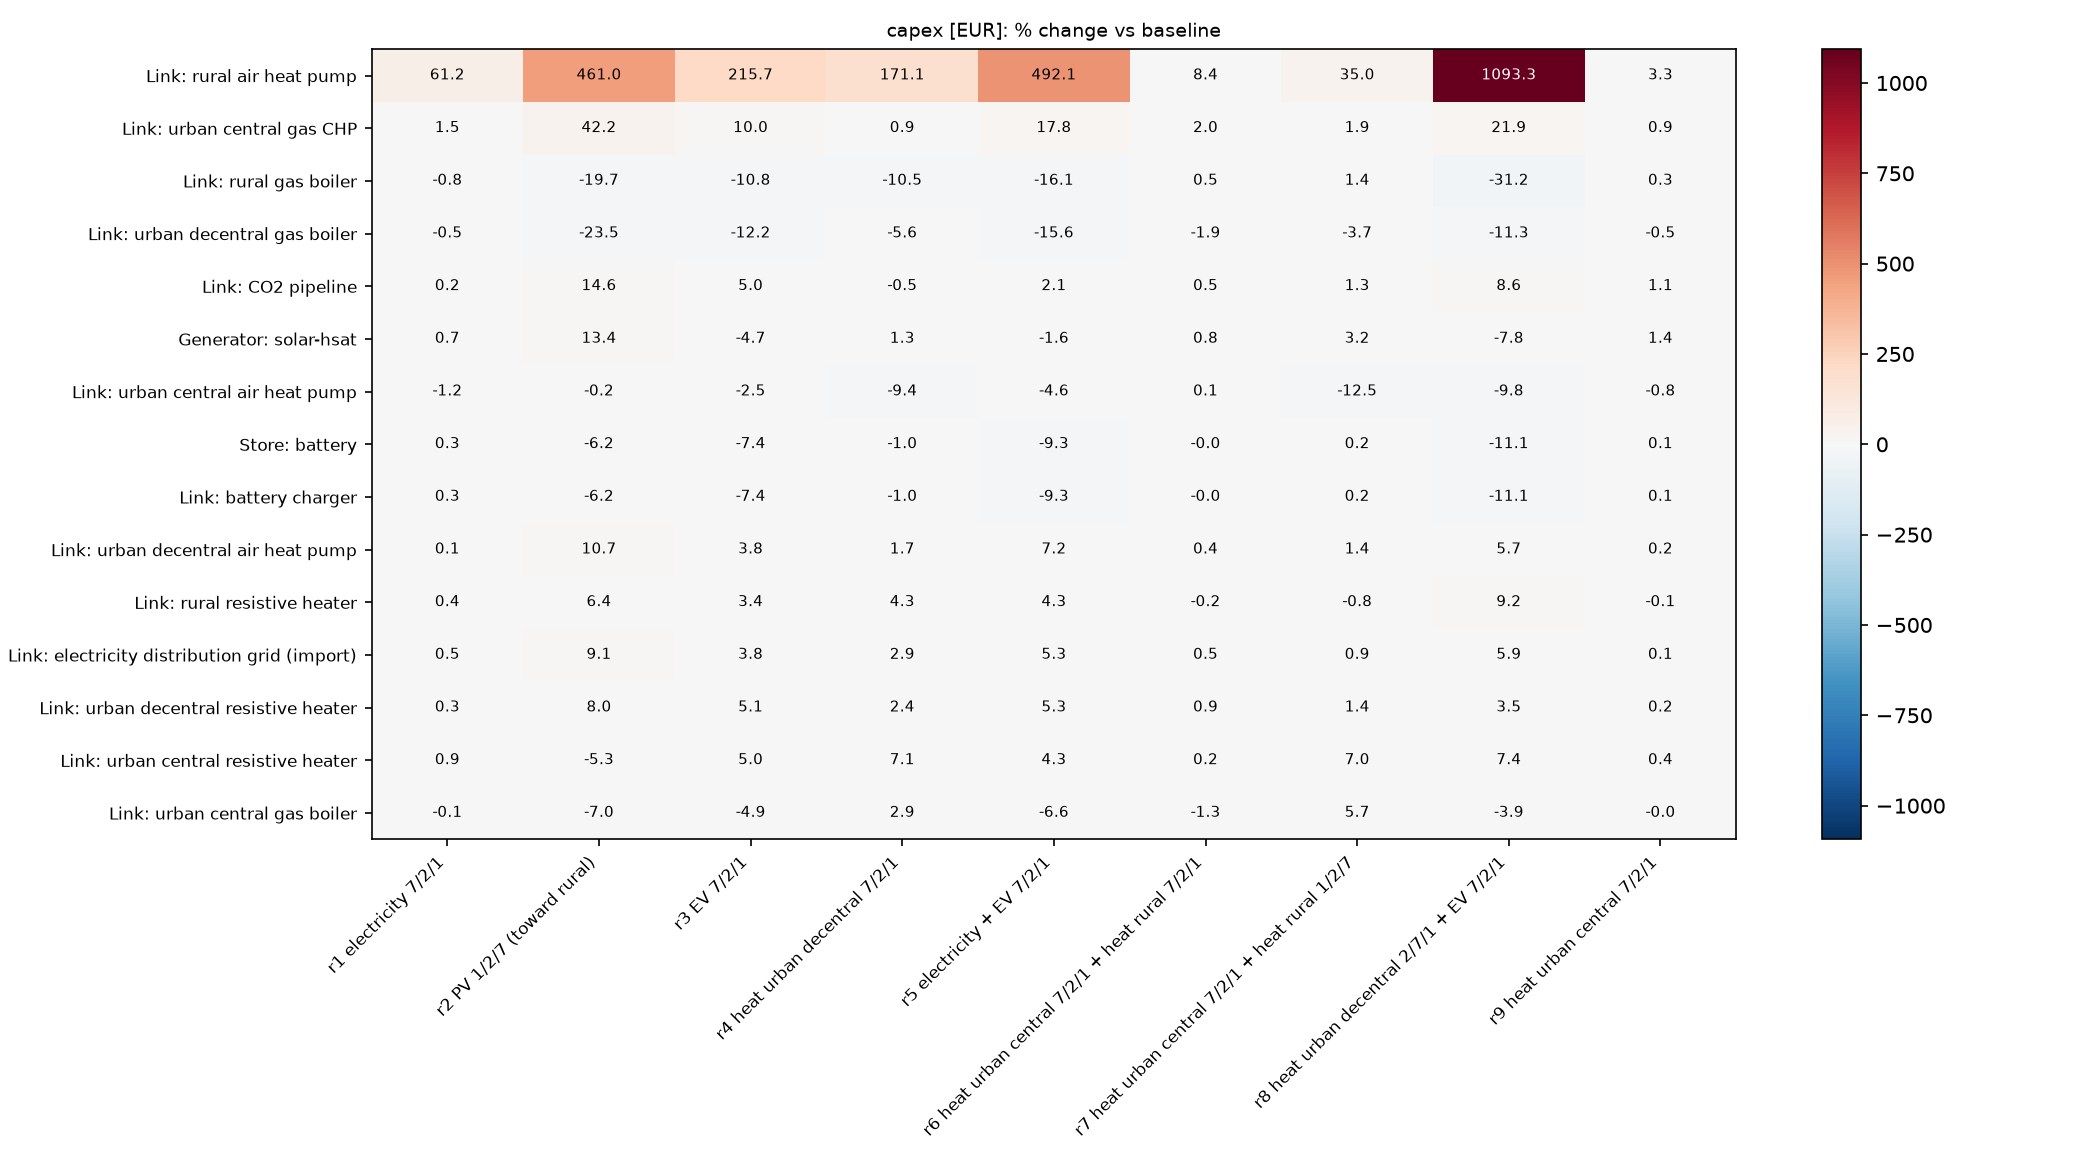 capex [EUR]: % change vs baseline
Link: rural air heat pump 61.2 461.0 215.7 171.1 492.1 8.4 35.0 1093.3 3.3
Link: urban central gas CHP 1.5 42.2 10.0 0.9 17.8 2.0 1.9 21.9 0.9
Link: rural gas boiler -0.8 -19.7 -10.8 -10.5 -16.1 0.5 1.4 -31.2 0.3
Link: urban decentral gas boiler -0.5 -23.5 -12.2 -5.6 -15.6 -1.9 -3.7 -11.3 -0.5
Link: CO2 pipeline 0.2 14.6 5.0 -0.5 2.1 0.5 1.3 8.6 1.1
Generator: solar-hsat 0.7 13.4 -4.7 1.3 -1.6 0.8 3.2 -7.8 1.4
Link: urban central air heat pump -1.2 -0.2 -2.5 -9.4 -4.6 0.1 -12.5 -9.8 -0.8
Store: battery 0.3 -6.2 -7.4 -1.0 -9.3 -0.0 0.2 -11.1 0.1
Link: battery charger 0.3 -6.2 -7.4 -1.0 -9.3 -0.0 0.2 -11.1 0.1
Link: urban decentral air heat pump 0.1 10.7 3.8 1.7 7.2 0.4 1.4 5.7 0.2
Link: rural resistive heater 0.4 6.4 3.4 4.3 4.3 -0.2 -0.8 9.2 -0.1
Link: electricity distribution grid (import) 0.5 9.1 3.8 2.9 5.3 0.5 0.9 5.9 0.1
Link: urban decentral resistive heater 0.3 8.0 5.1 2.4 5.3 0.9 1.4 3.5 0.2
Link: urban central resistive heater 0.9 -5.3 5.0 7.1 4.3 0.2 7.0 7.4 0.4
Link: urban central gas boiler -0.1 -7.0 -4.9 2.9 -6.6 -1.3 5.7 -3.9 -0.0
r1 electricity 7/2/1
r2 PV 1/2/7 (toward rural)
r3 EV 7/2/1
r4 heat urban decentral 7/2/1
r5 electricity + EV 7/2/1
r6 heat urban central 7/2/1 + heat rural 7/2/1
r7 heat urban central 7/2/1 + heat rural 1/2/7
r8 heat urban decentral 2/7/1 + EV 7/2/1
r9 heat urban central 7/2/1
1000
750
500
250
0
−250
−500
−750
−1000